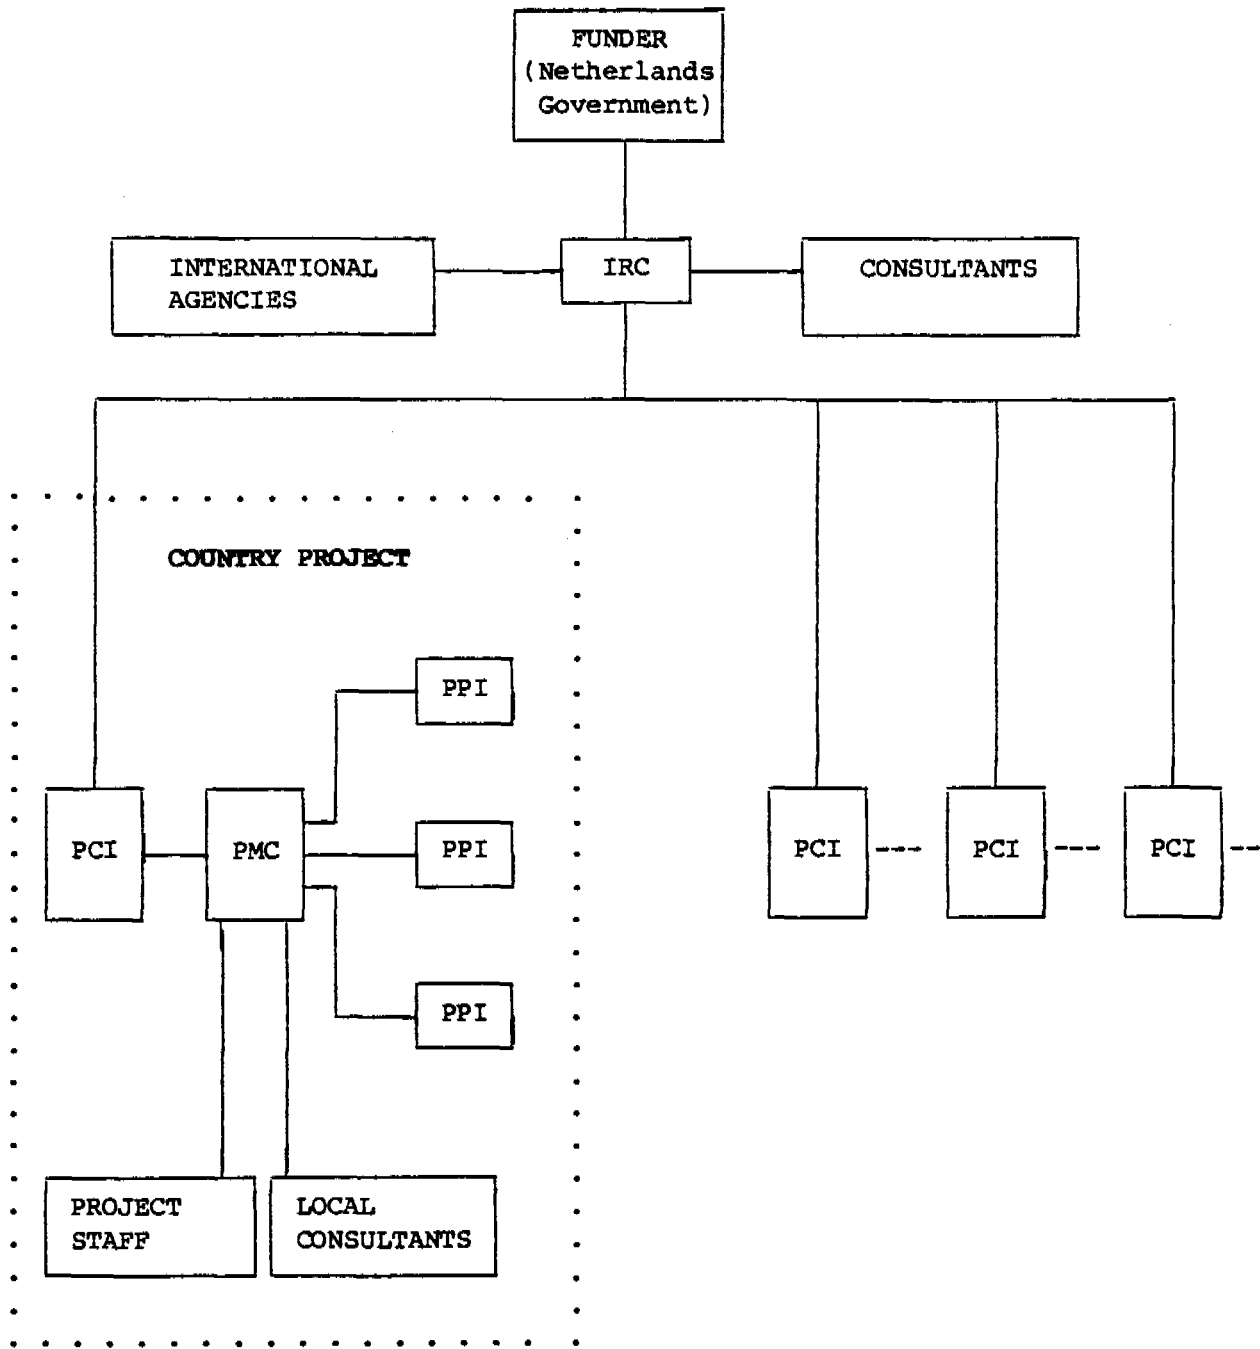 FUNDER
(Netherlands
Government)
INTERNATIONAL
AGENCIES
IRC
CONSULTANTS
COUNTRY PROJECT
PPI
PCI
PMC
PPI
PCI
PCI
PCI
PPI
PROJECT
STAFF
LOCAL
CONSULTANTS